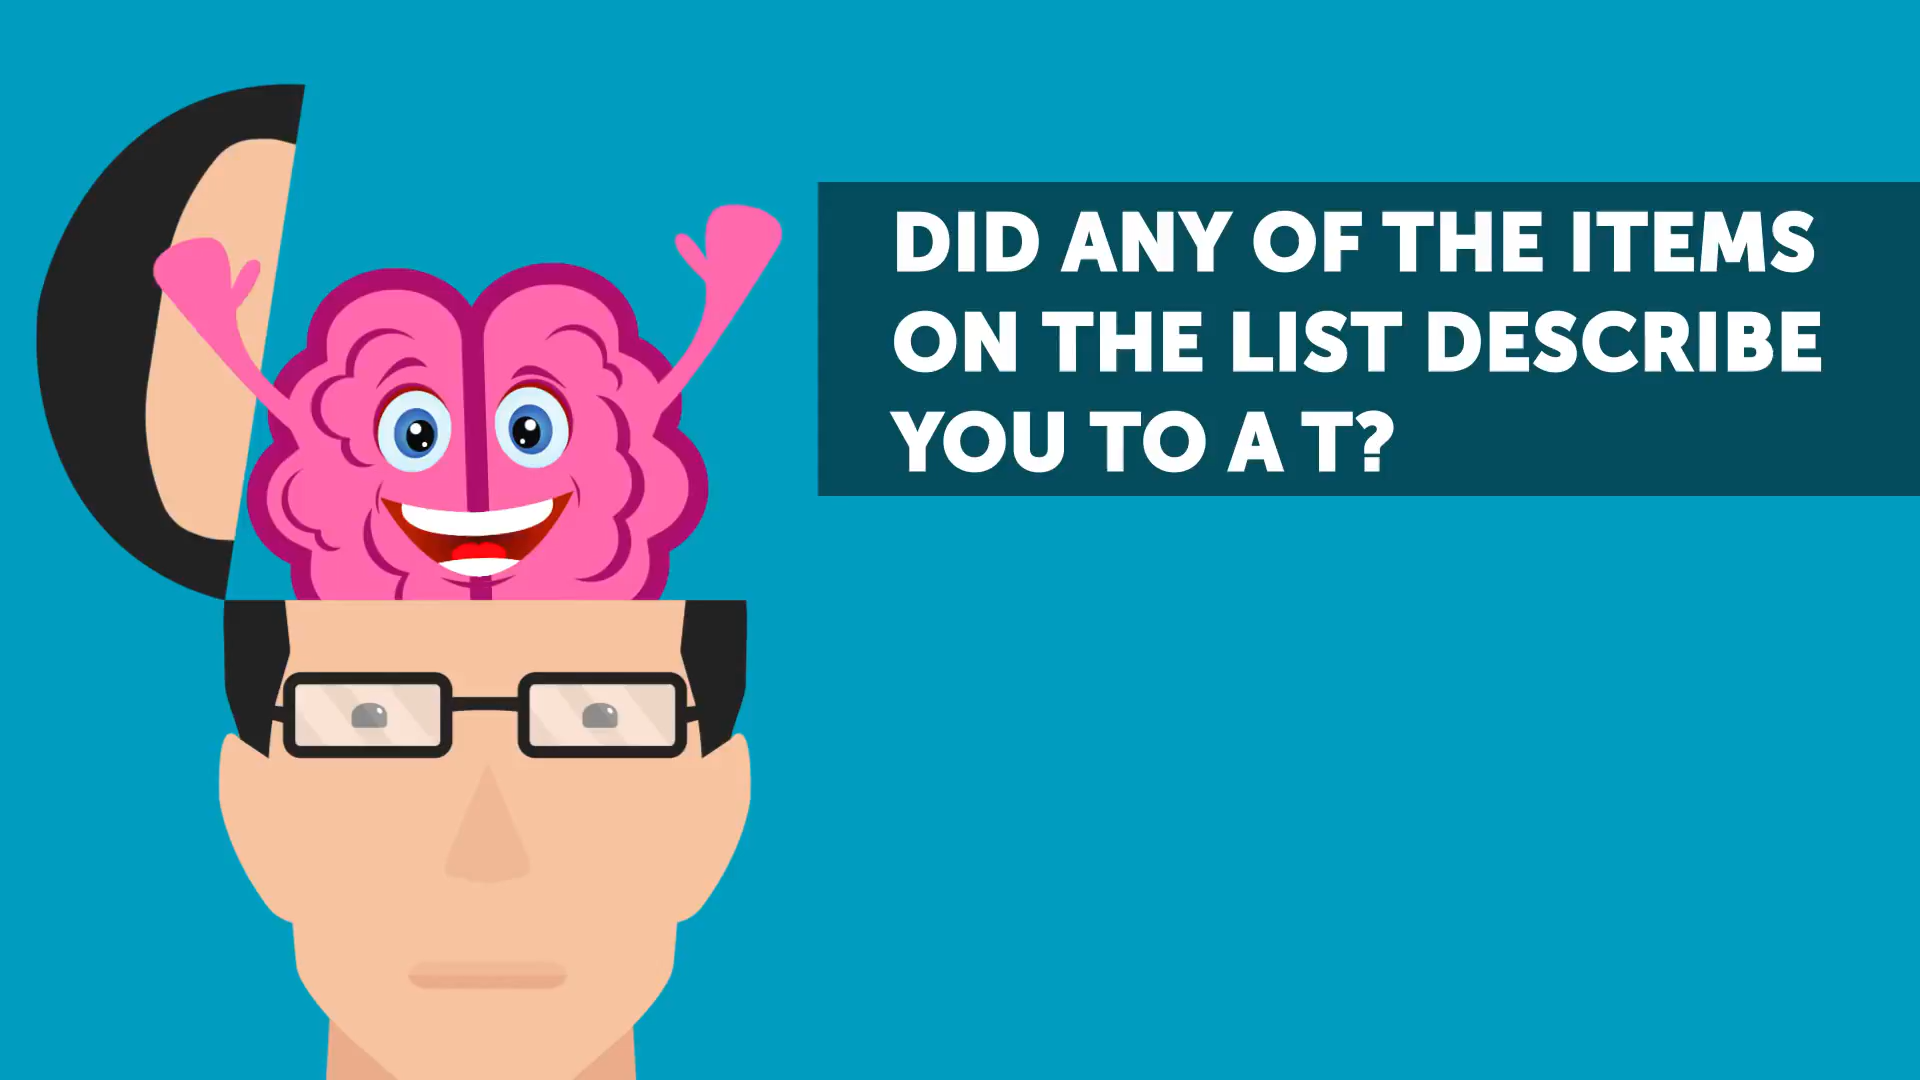 DID ANY OF THE ITEMS
ON THE LIST DESCRIBE
YOU TO A T?